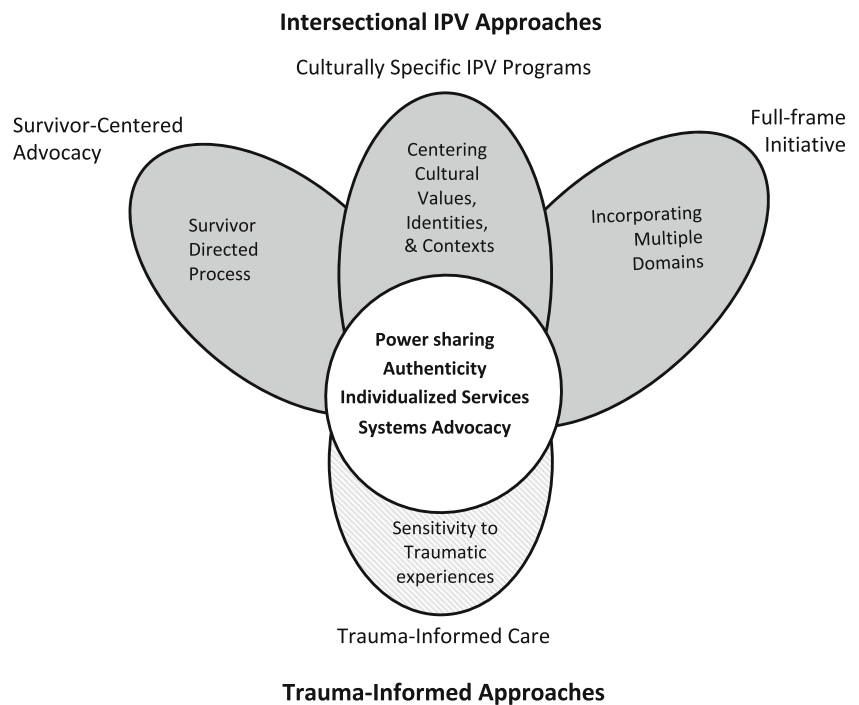 Intersectional IPV Approaches
Culturally Specific IPV Programs
Survivor-Centered
Advocacy
Full-frame
Initiative
Centering
Cultural
Values,
Identities,
& Contexts
Survivor
Directed
Process
Incorporating
Multiple
Domains
Power sharing
Authenticity
Individualized Services
Systems Advocacy
Sensitivity to
Traumatic
experiences
Trauma-Informed Care
Trauma-Informed Approaches